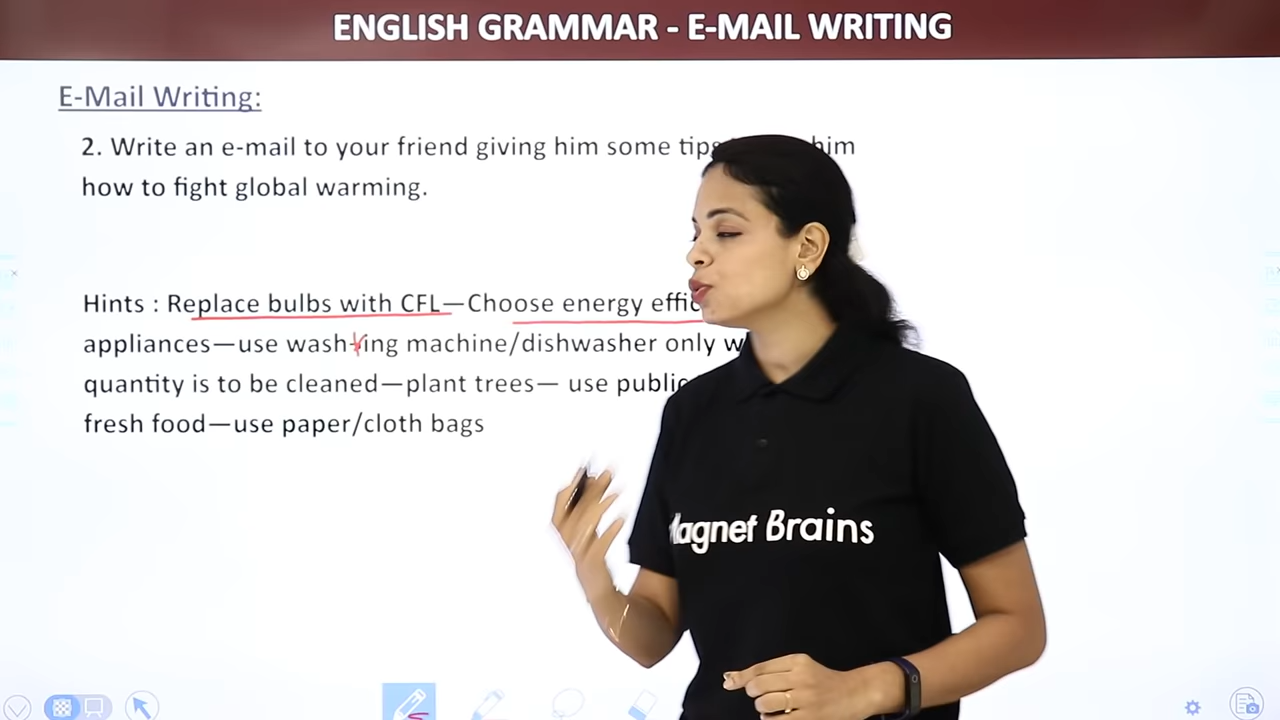 ENGLISH GRAMMAR - E-MAIL WRITING
E-Mail Writing:
2. Write an e-mail to your friend giving him some tips him
how to fight global warming.
Hints : Replace bulbs with CFL—Choose energy
appliances—use wash-ing machine/dishwasher only
quantity is to be cleaned—plant trees— use public
fresh food—use paper/cloth bags
Magnet Brains